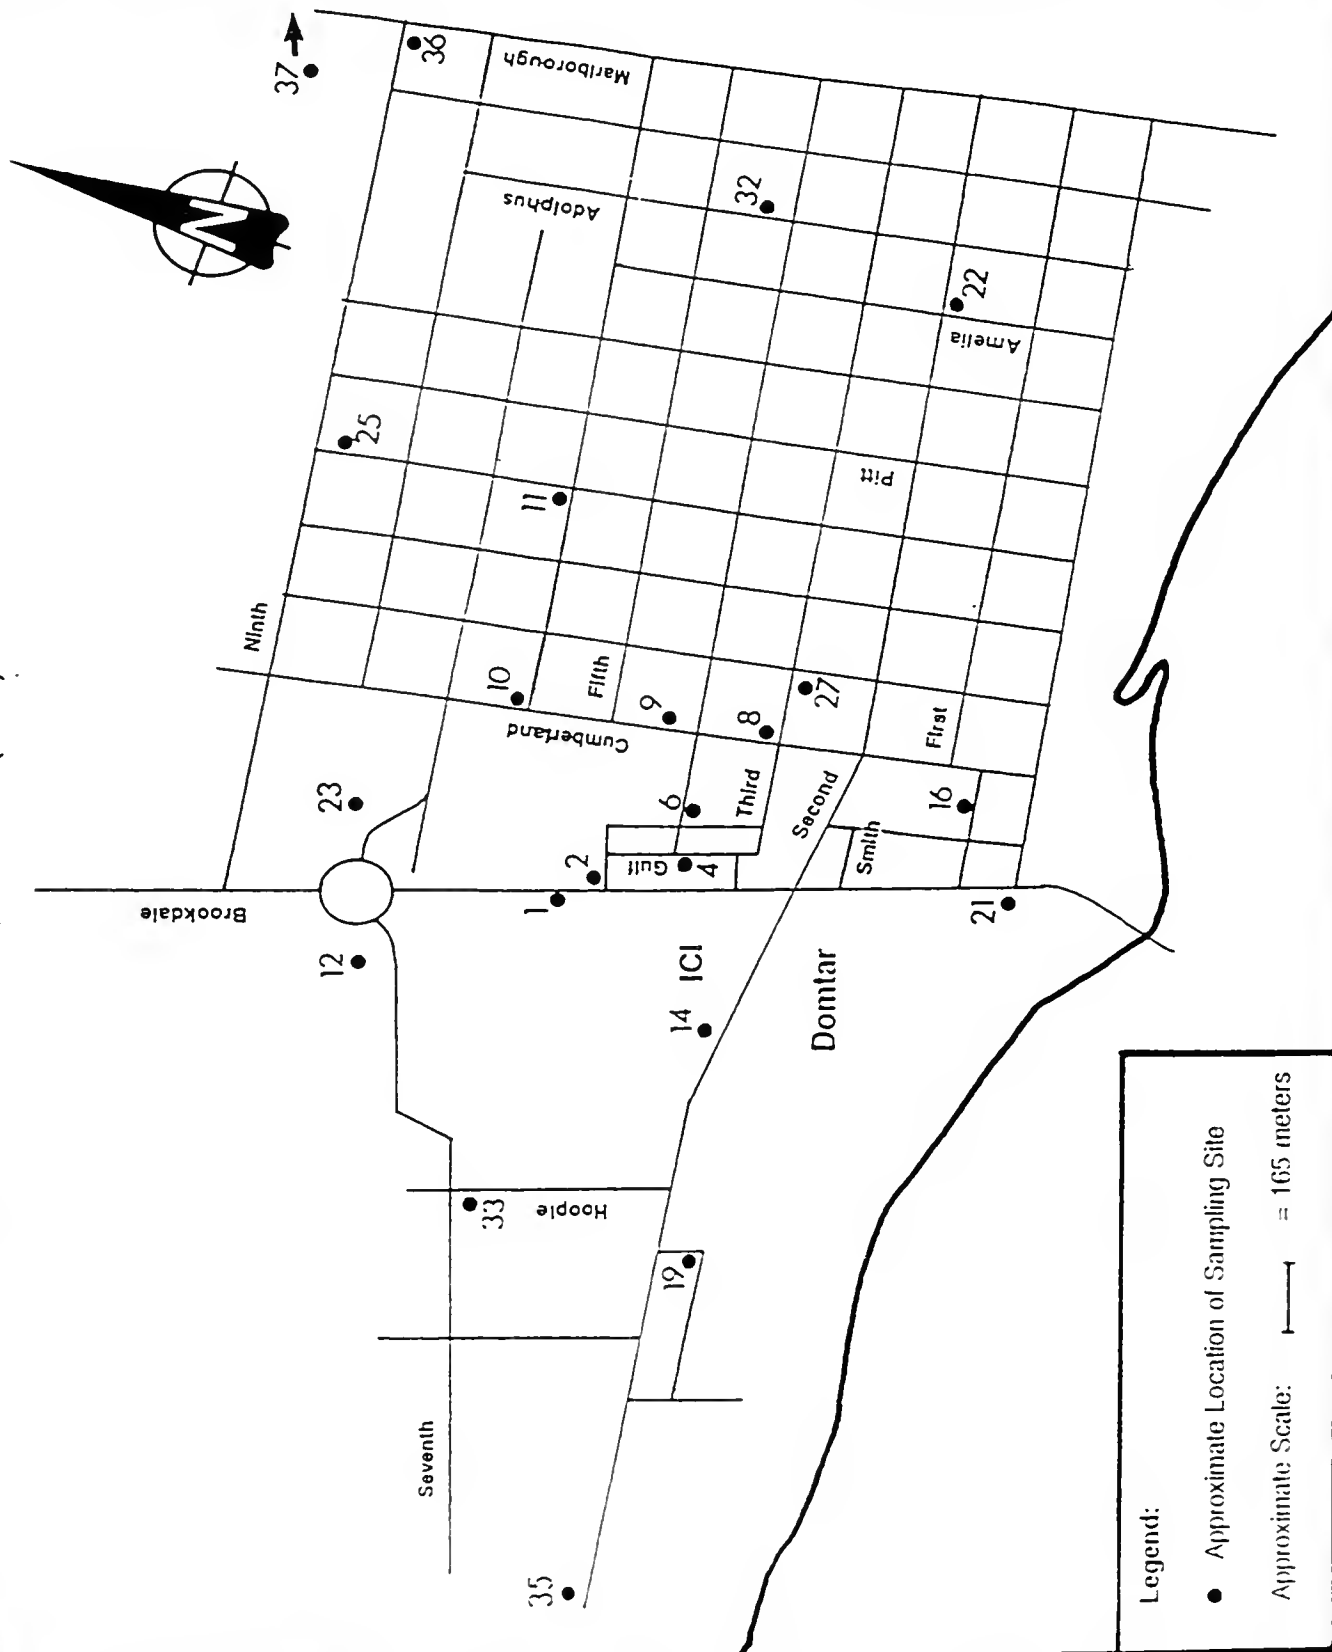 37
36
Marlborough
N
Adolphus
32
22
Amelia
25
11
Pitt
Ninth
10
Fifth
9
Cumberland
8
27
First
23
6
Third
Second
16
2
Gulf
4
Smith
1
Brookdale
21
12
ICI
14
Domtar
33
Hoople
19
Seventh
35
Legend:
● Approximate Location of Sampling Site
Approximate Scale: = 165 meters